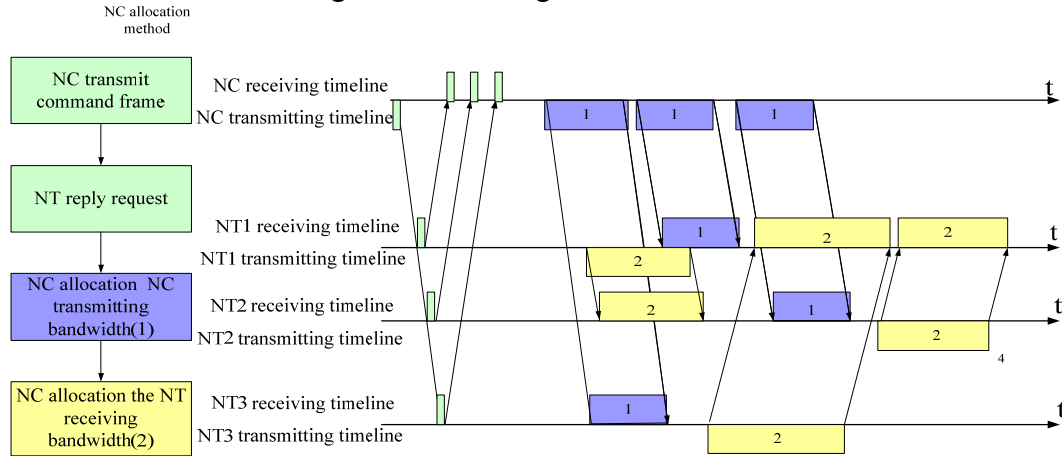 NC allocation
method
NC transmit
command frame
NT reply request
NC allocation NC
transmitting
bandwidth(1)
NC allocation the NT
receiving
bandwidth(2)
NC receiving timeline
t
NC transmitting timeline
1
1
1
NT1 receiving timeline
1
2
2
t
NT1 transmitting timeline
2
NT2 receiving timeline
2
1
t
NT2 transmitting timeline
2
4
NT3 receiving timeline
1
t
NT3 transmitting timeline
2